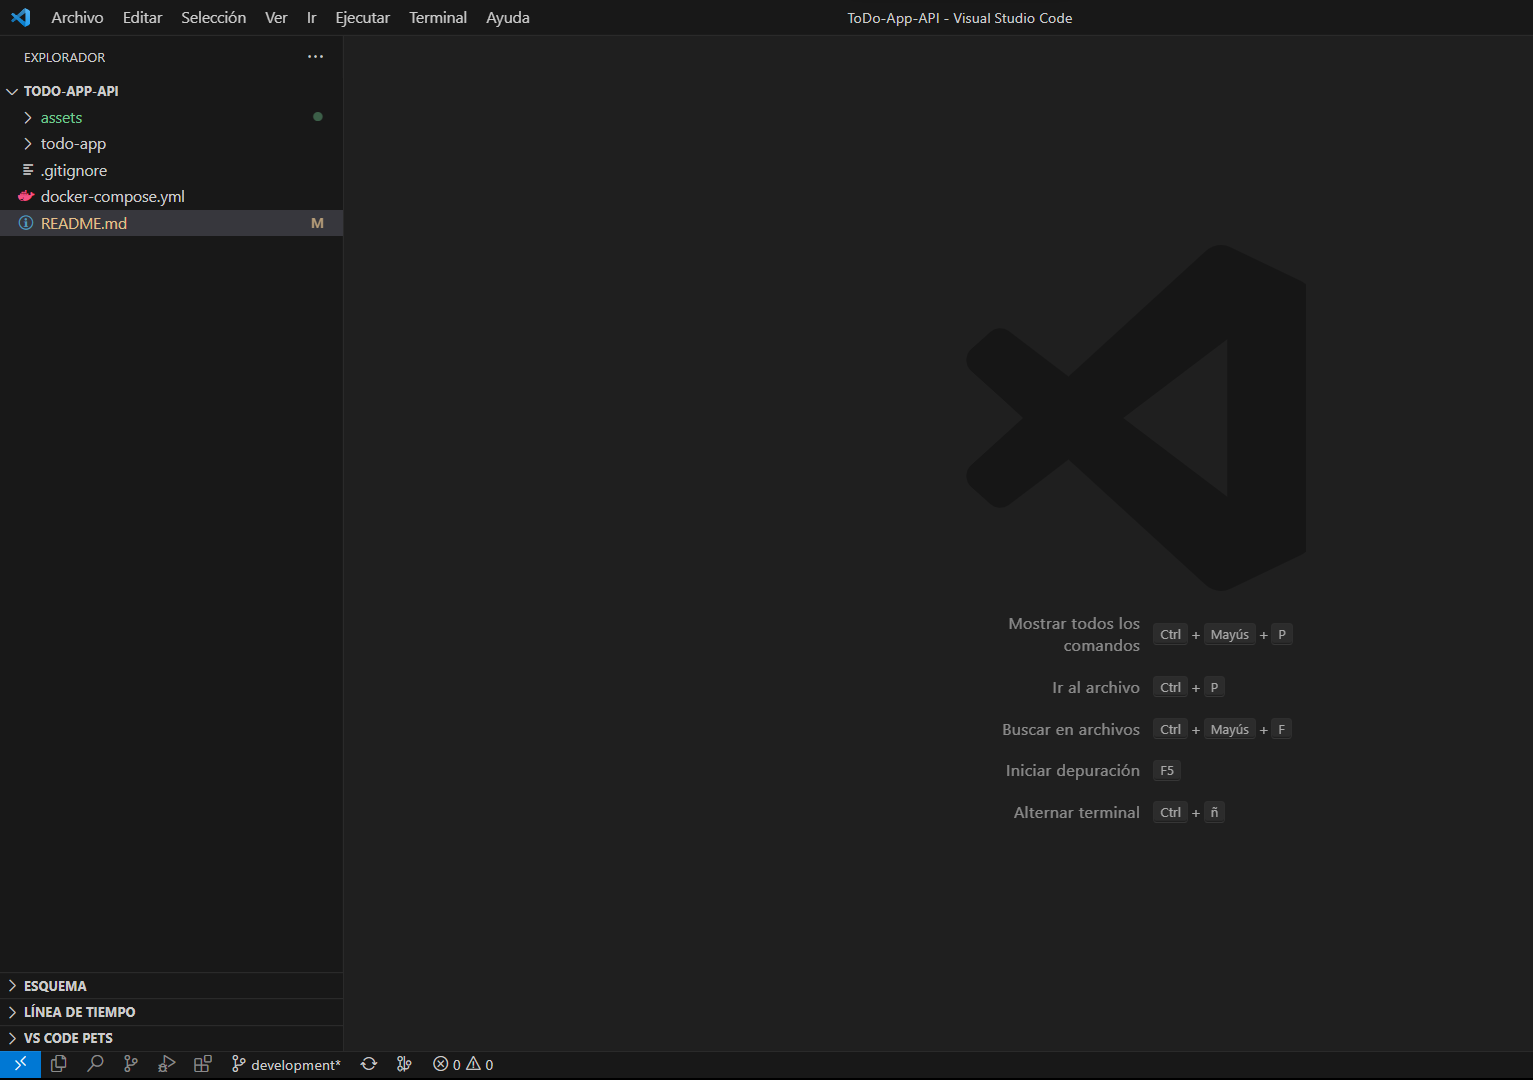 Archivo Editar Selección Ver Ir Ejecutar Terminal Ayuda
ToDo-App-API - Visual Studio Code
EXPLORADOR
TODO-APP-API
assets
todo-app
.gitignore
docker-compose.yml
README.md M
Mostrar todos los
comandos
Ctrl + Mayús + P
Ir al archivo Ctrl + P
Buscar en archivos Ctrl + Mayús + F
Iniciar depuración F5
Alternar terminal Ctrl + ñ
ESQUEMA
LÍNEA DE TIEMPO
VS CODE PETS
development* 0 0